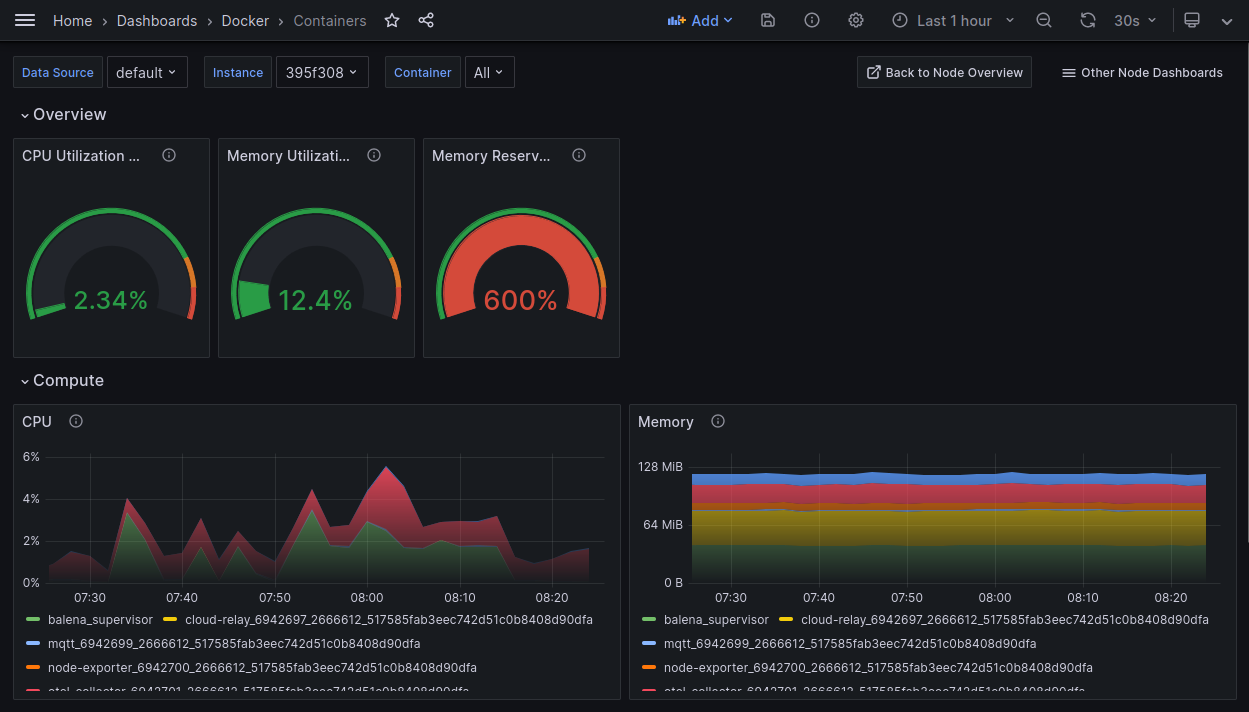 Home › Dashboards › Docker › Containers Add Last 1 hour 30s
Data Source default Instance 395f308 Container All Back to Node Overview Other Node Dashboards
Overview
CPU Utilization ... Memory Utilizati... Memory Reserv...
2.34% 12.4% 600%
Compute
CPU
6%
4%
2%
0%
07:30 07:40 07:50 08:00 08:10 08:20
balena_supervisor cloud-relay_6942697_2666612_517585fab3eec742d51c0b8408d90dfa
mqtt_6942699_2666612_517585fab3eec742d51c0b8408d90dfa
node-exporter_6942700_2666612_517585fab3eec742d51c0b8408d90dfa
otel-collector_6942701_2666612_517585fab3eec742d51c0b8408d90dfa
Memory
128 MiB
64 MiB
0 B
07:30 07:40 07:50 08:00 08:10 08:20
balena_supervisor cloud-relay_6942697_2666612_517585fab3eec742d51c0b8408d90dfa
mqtt_6942699_2666612_517585fab3eec742d51c0b8408d90dfa
node-exporter_6942700_2666612_517585fab3eec742d51c0b8408d90dfa
otel-collector_6942701_2666612_517585fab3eec742d51c0b8408d90dfa